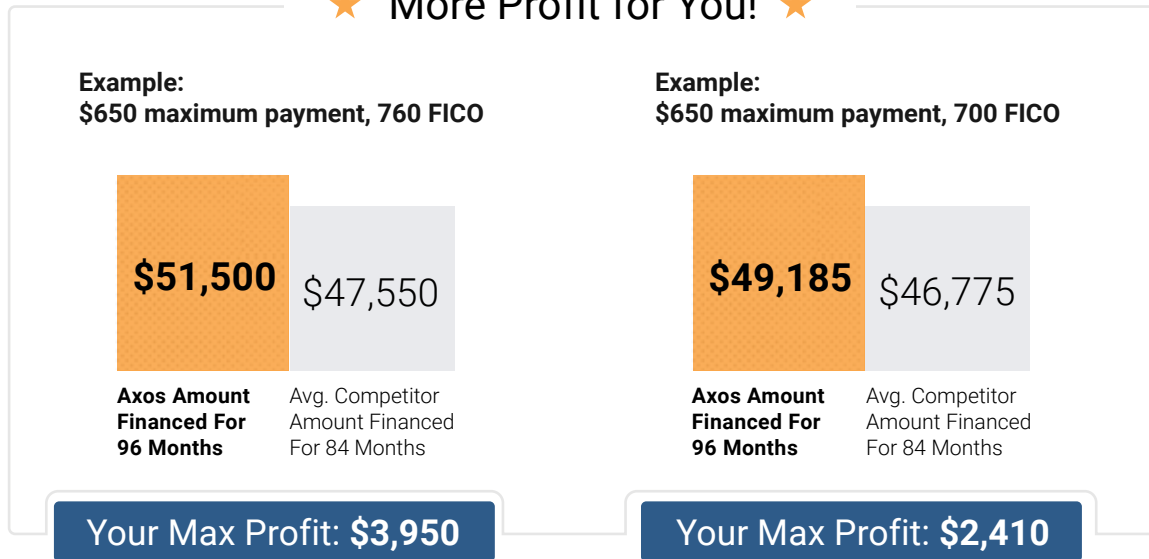 More Profit for You!
Example:
$650 maximum payment, 760 FICO
$51,500
$47,550
Axos Amount
Financed For
96 Months
Avg. Competitor
Amount Financed
For 84 Months
Your Max Profit: $3,950
Example:
$650 maximum payment, 700 FICO
$49,185
$46,775
Axos Amount
Financed For
96 Months
Avg. Competitor
Amount Financed
For 84 Months
Your Max Profit: $2,410